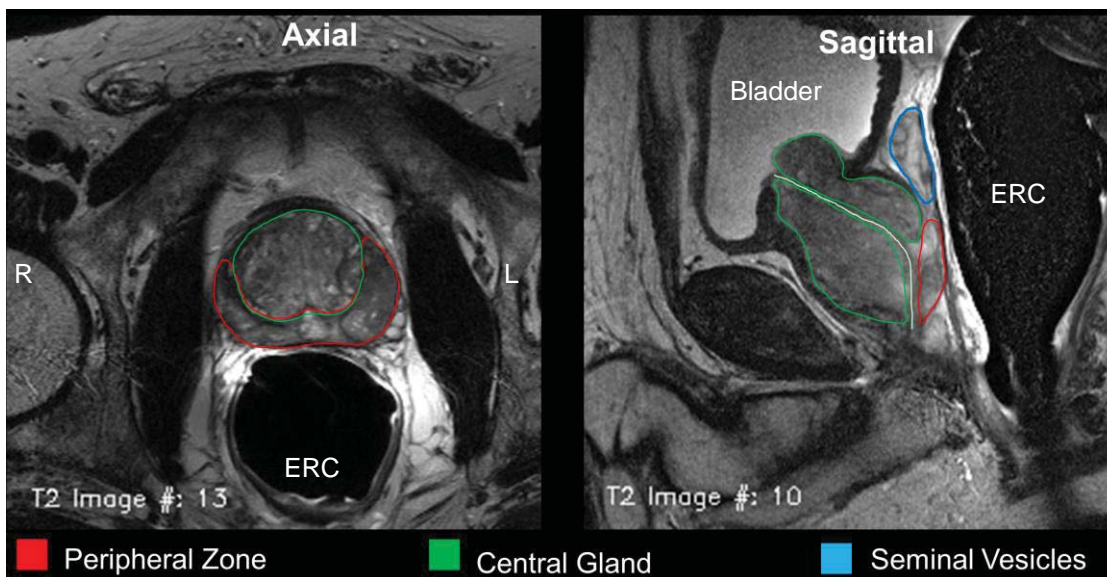 Axial
R
L
ERC
T2 Image #: 13
Sagittal
Bladder
ERC
T2 Image #: 10
Peripheral Zone
Central Gland
Seminal Vesicles